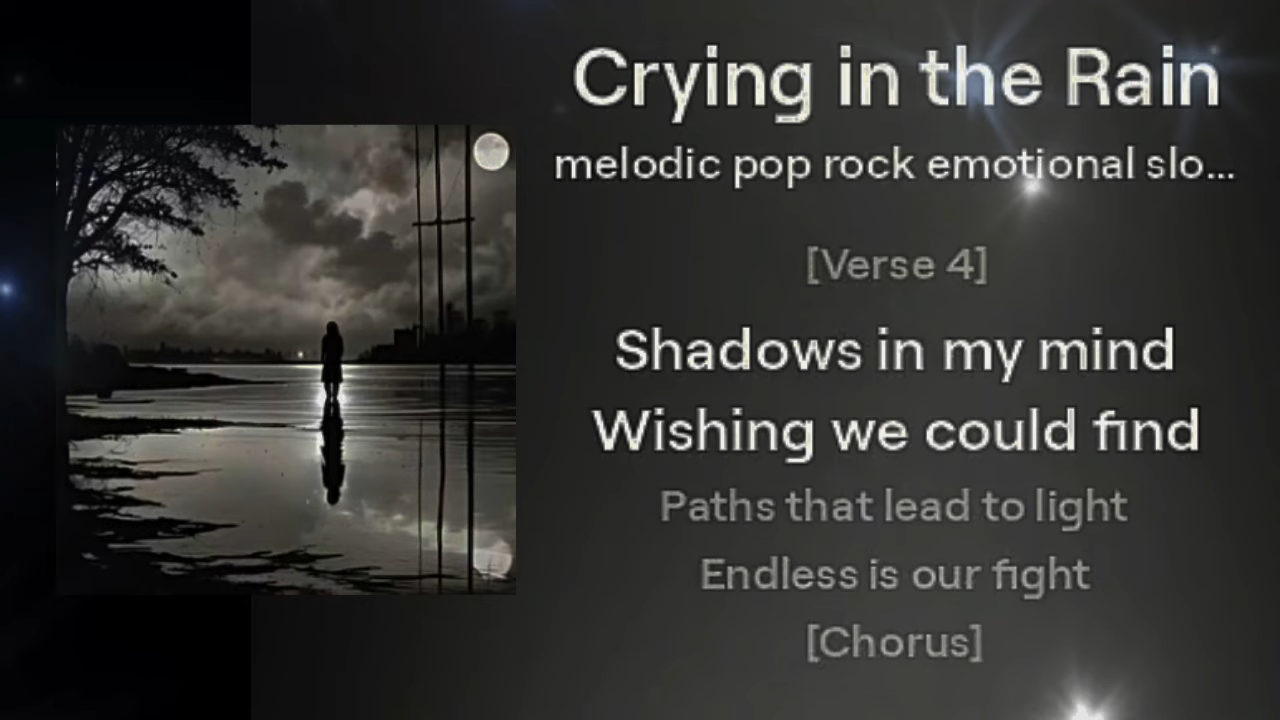 Crying in the Rain
melodic pop rock emotional slo...
[Verse 4]
Shadows in my mind
Wishing we could find
Paths that lead to light
Endless is our fight
[Chorus]